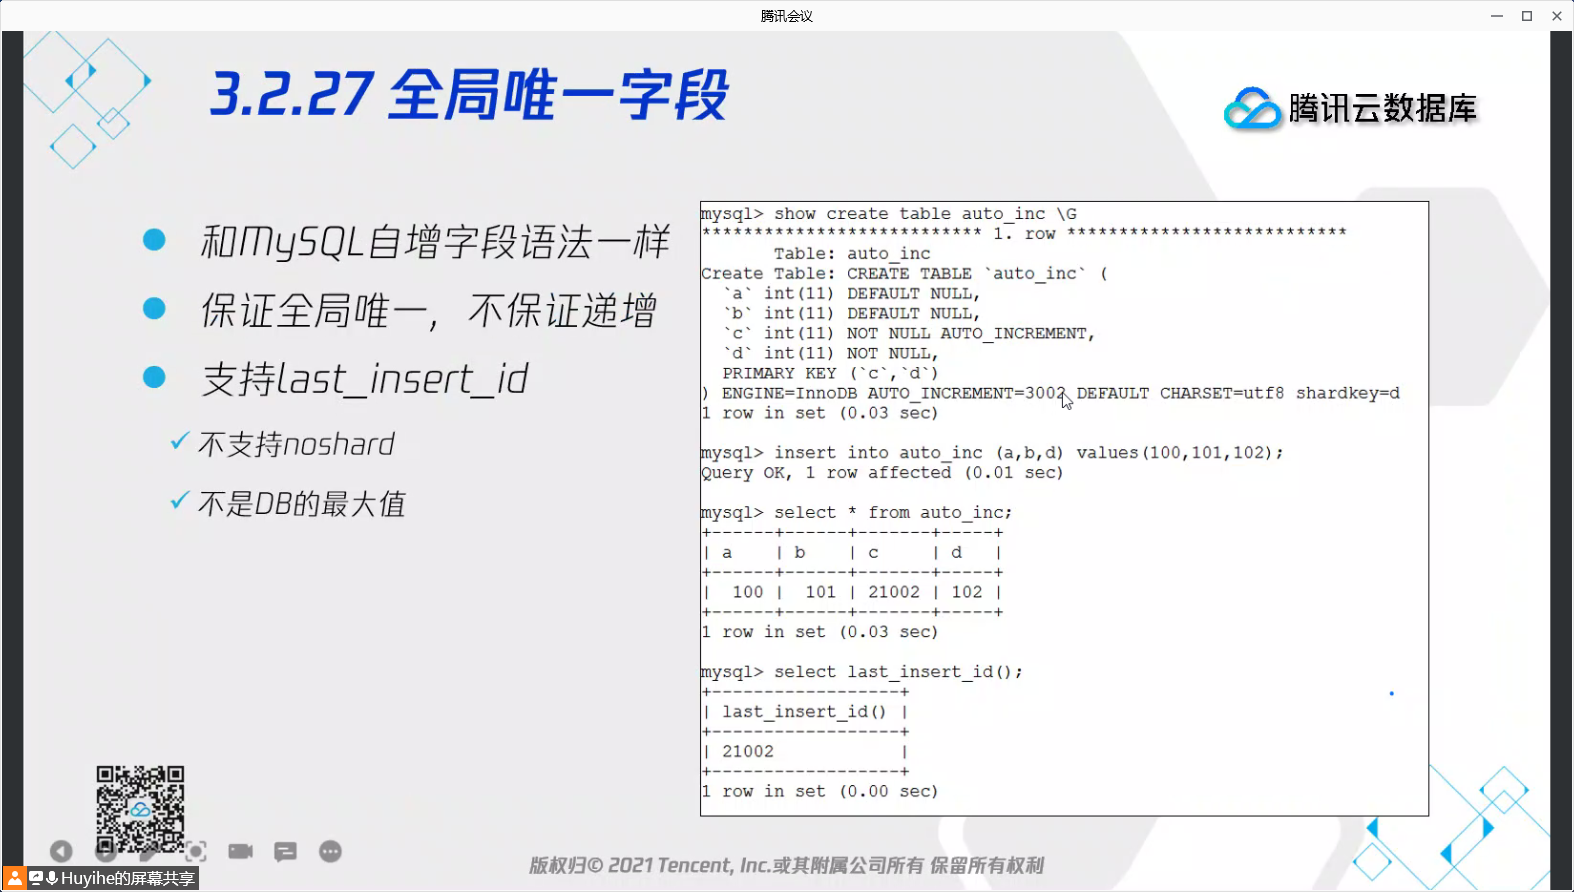 腾讯会议
3.2.27 全局唯一字段
腾讯云数据库
和MySQL自增字段语法一样
保证全局唯一，不保证递增
支持last_insert_id
不支持noshard
不是DB的最大值
mysql> show create table auto_inc \G
*************************** 1. row ***************************
Table: auto_inc
Create Table: CREATE TABLE `auto_inc` (
`a` int(11) DEFAULT NULL,
`b` int(11) DEFAULT NULL,
`c` int(11) NOT NULL AUTO_INCREMENT,
`d` int(11) NOT NULL,
PRIMARY KEY (`c`,`d`)
) ENGINE=InnoDB AUTO_INCREMENT=3002 DEFAULT CHARSET=utf8 shardkey=d
1 row in set (0.03 sec)
mysql> insert into auto_inc (a,b,d) values(100,101,102);
Query OK, 1 row affected (0.01 sec)
mysql> select * from auto_inc;
+------+------+-------+-----+
| a    | b    | c     | d   |
+------+------+-------+-----+
|  100 |  101 | 21002 | 102 |
+------+------+-------+-----+
1 row in set (0.03 sec)
mysql> select last_insert_id();
+------------------+
| last_insert_id() |
+------------------+
| 21002            |
+------------------+
1 row in set (0.00 sec)
版权归© 2021 Tencent, Inc.或其附属公司所有 保留所有权利
Huyihe的屏幕共享